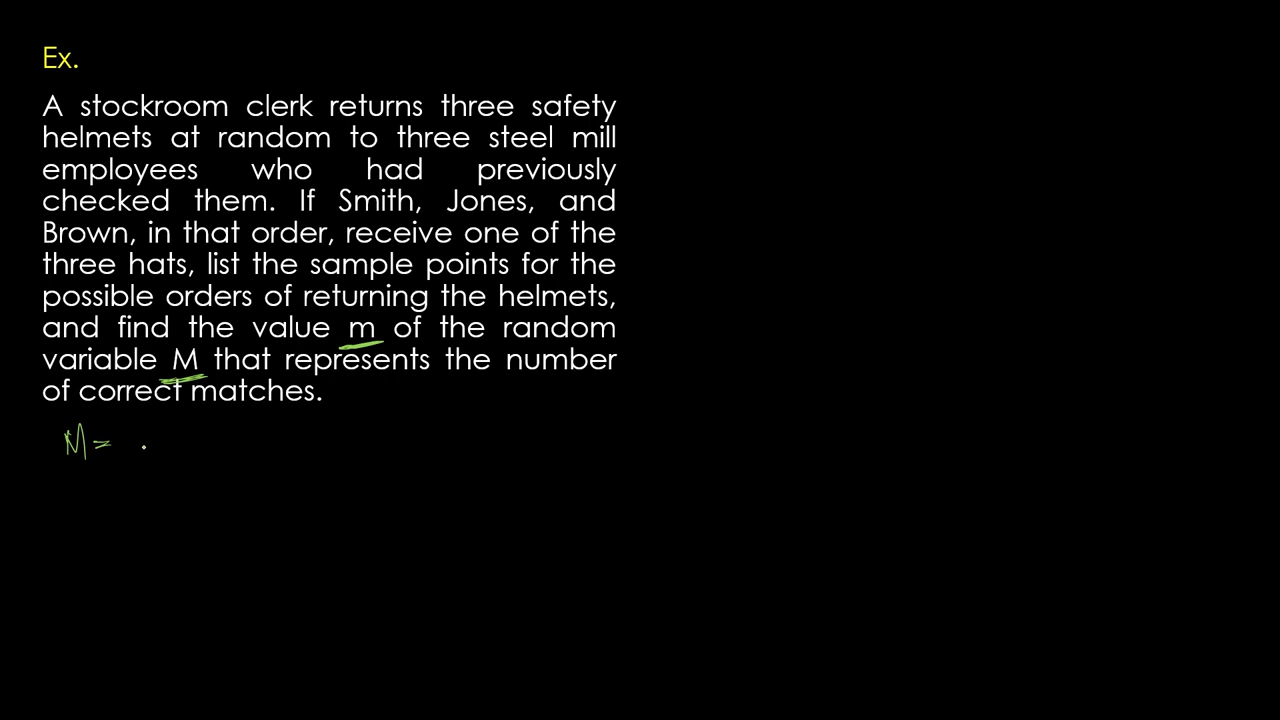 Ex.
A stockroom clerk returns three safety
helmets at random to three steel mill
employees who had previously
checked them. If Smith, Jones, and
Brown, in that order, receive one of the
three hats, list the sample points for the
possible orders of returning the helmets,
and find the value m of the random
variable M that represents the number
of correct matches.
M =